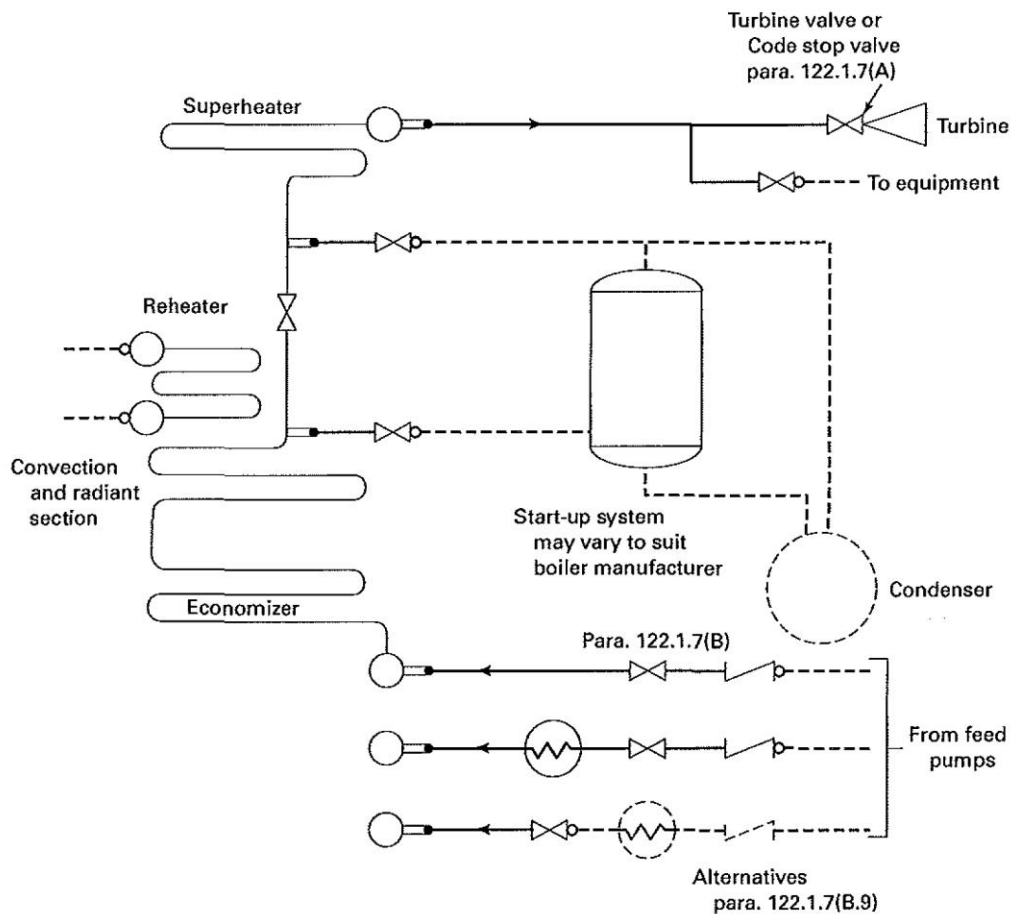 Turbine valve or
Code stop valve
para. 122.1.7(A)
Superheater
Turbine
To equipment
Reheater
Convection
and radiant
section
Start-up system
may vary to suit
boiler manufacturer
Condenser
Economizer
Para. 122.1.7(B)
From feed
pumps
Alternatives
para. 122.1.7(B.9)